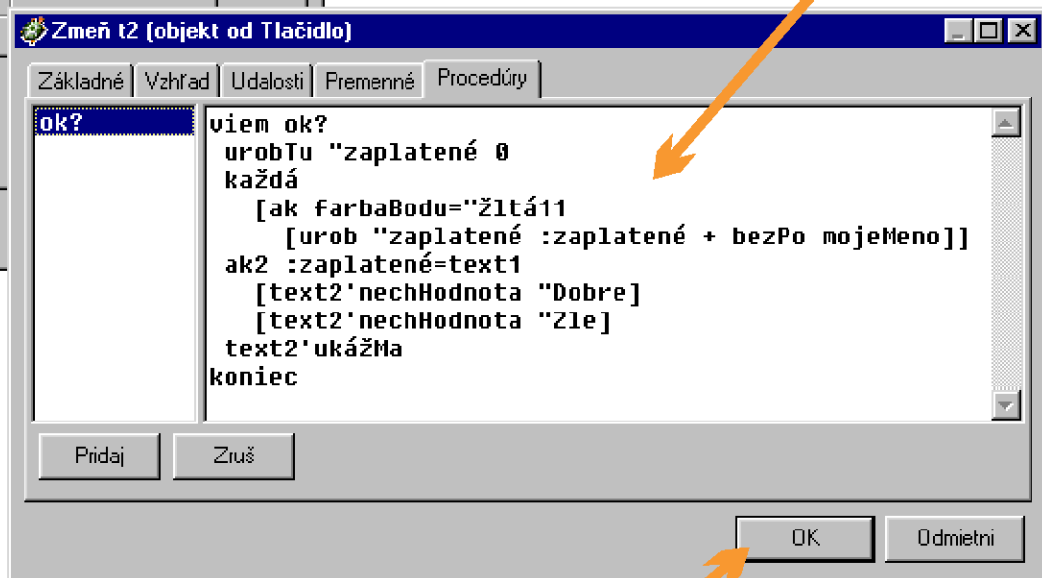 Zmeň t2 (objekt od Tlačidlo)
Základné Vzhľad Udalosti Premenné Procedúry
ok?
viem ok?
urobTu "zaplatené 0
každá
[ak farbaBodu="žltá11
[urob "zaplatené :zaplatené + bezPo mojeMeno]]
ak2 :zaplatené=text1
[text2'nechHodnota "Dobre]
[text2'nechHodnota "Zle]
text2'ukážMa
koniec
Pridaj Zruš
OK Odmietni